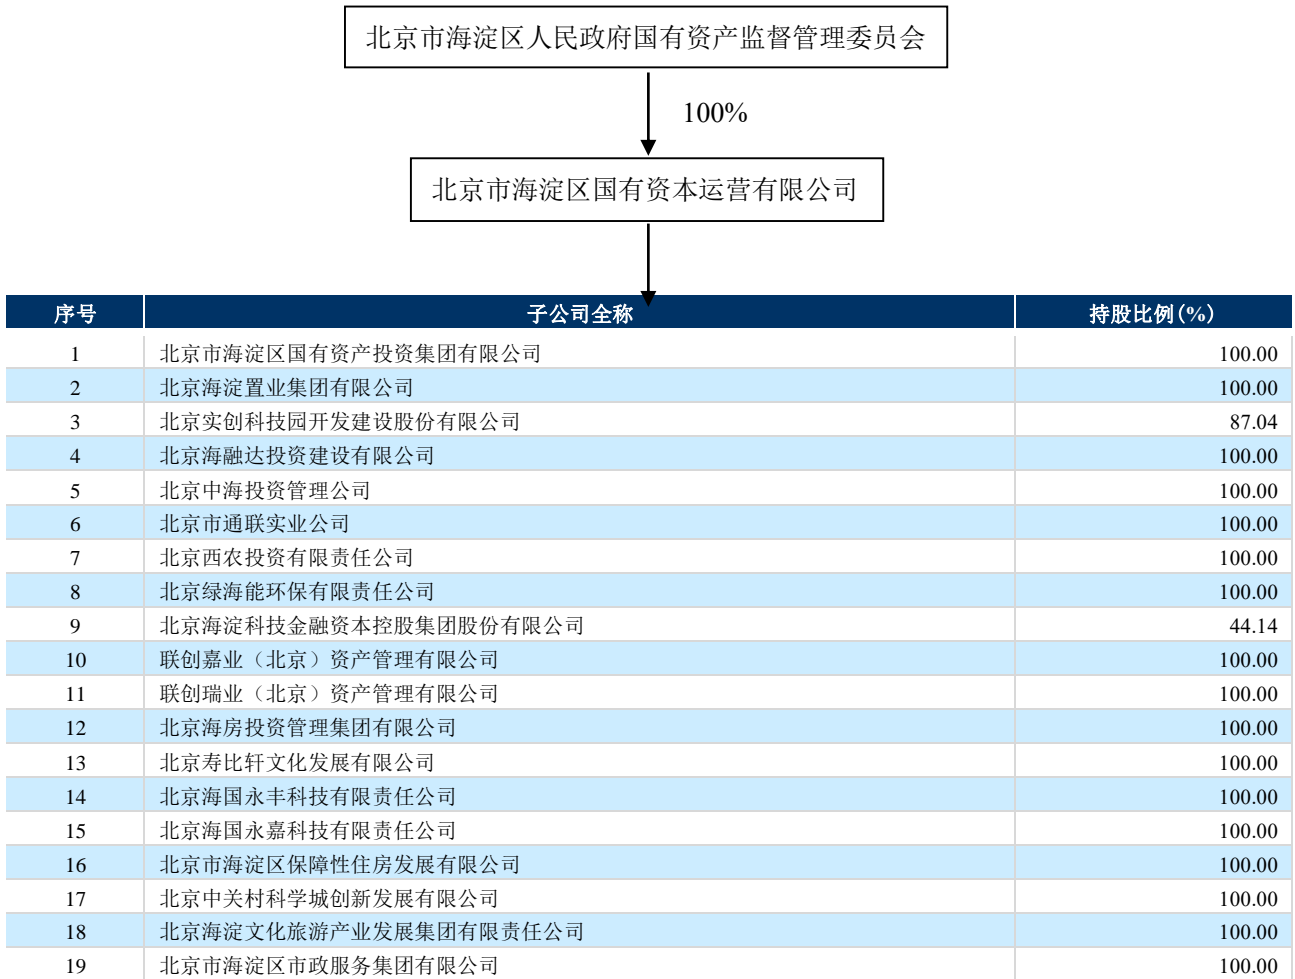 北京市海淀区人民政府国有资产监督管理委员会
100%
北京市海淀区国有资本运营有限公司
序号 子公司全称 持股比例(%)
1 北京市海淀区国有资产投资集团有限公司 100.00
2 北京海淀置业集团有限公司 100.00
3 北京实创科技园开发建设股份有限公司 87.04
4 北京海融达投资建设有限公司 100.00
5 北京中海投资管理公司 100.00
6 北京市通联实业公司 100.00
7 北京西农投资有限责任公司 100.00
8 北京绿海能环保有限责任公司 100.00
9 北京海淀科技金融资本控股集团股份有限公司 44.14
10 联创嘉业（北京）资产管理有限公司 100.00
11 联创瑞业（北京）资产管理有限公司 100.00
12 北京海房投资管理集团有限公司 100.00
13 北京寿比轩文化发展有限公司 100.00
14 北京海国永丰科技有限责任公司 100.00
15 北京海国永嘉科技有限责任公司 100.00
16 北京市海淀区保障性住房发展有限公司 100.00
17 北京中关村科学城创新发展有限公司 100.00
18 北京海淀文化旅游产业发展集团有限责任公司 100.00
19 北京市海淀区市政服务集团有限公司 100.00